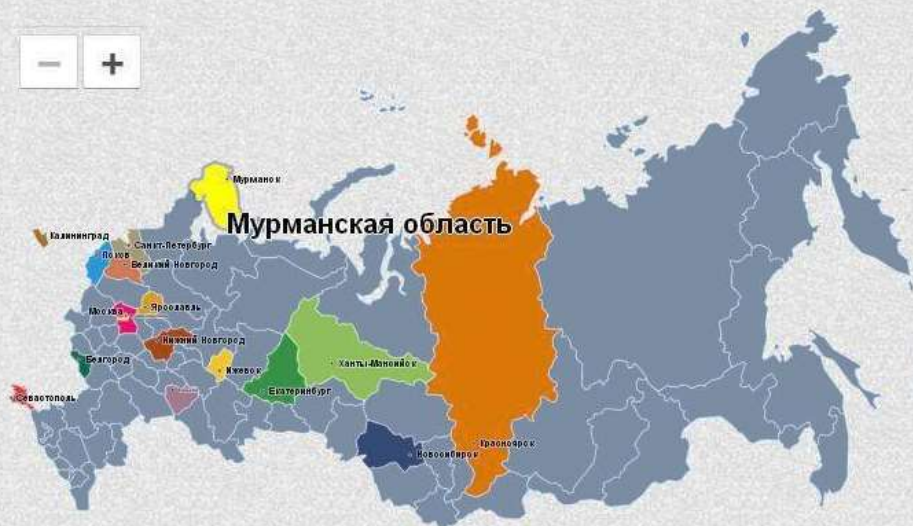 − +
Мурманск
Мурманская область
Калининград
Санкт-Петербург
Псков
Великий Новгород
Москва
Ярославль
Нижний Новгород
Белгород
Ижевск
Ханты-Мансийск
Екатеринбург
Севастополь
Красноярск
Новосибирск